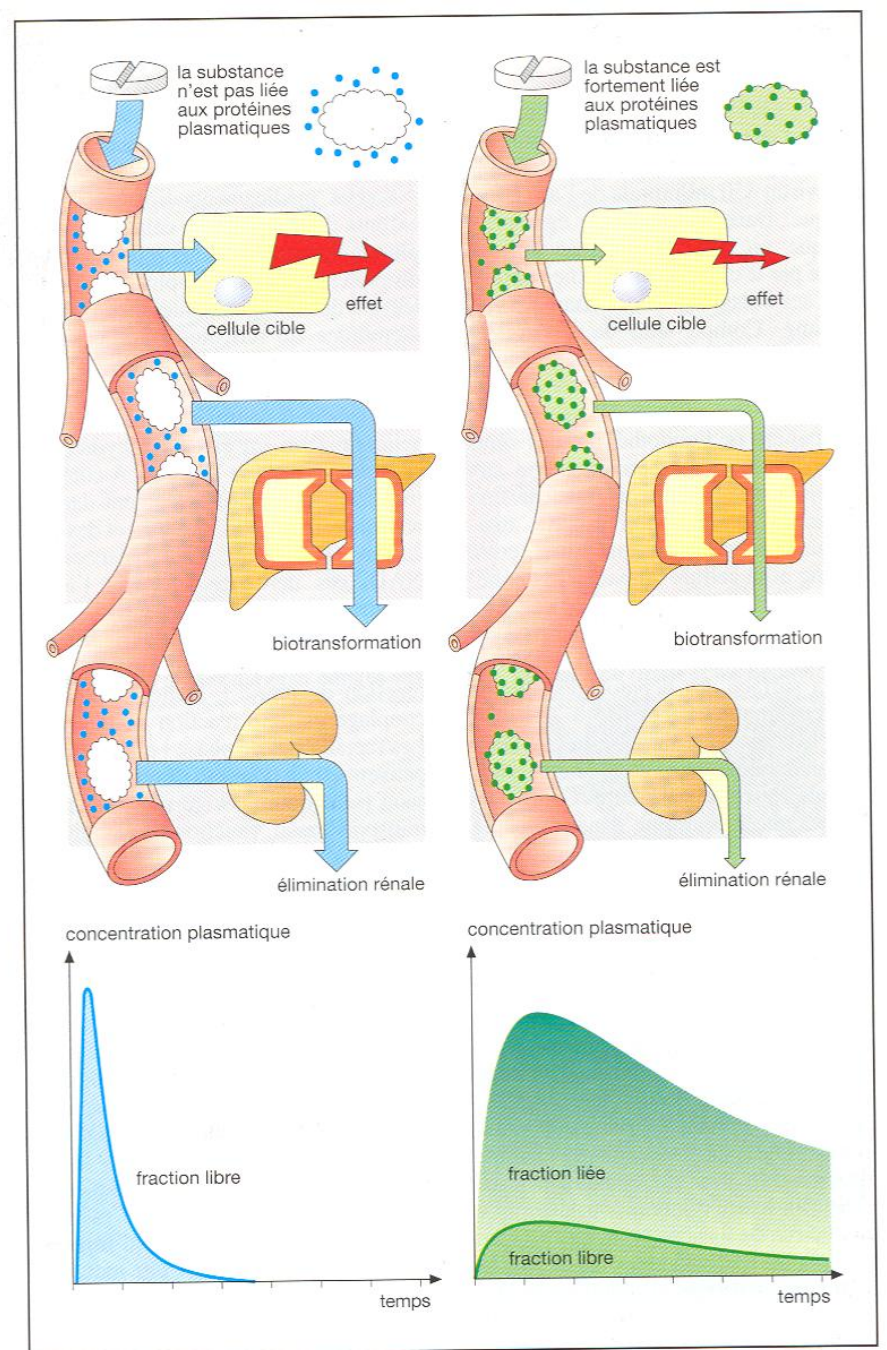 la substance
n'est pas liée
aux protéines
plasmatiques
la substance est
fortement liée
aux protéines
plasmatiques
effet
cellule cible
effet
cellule cible
biotransformation
biotransformation
élimination rénale
élimination rénale
concentration plasmatique
fraction libre
temps
concentration plasmatique
fraction liée
fraction libre
temps